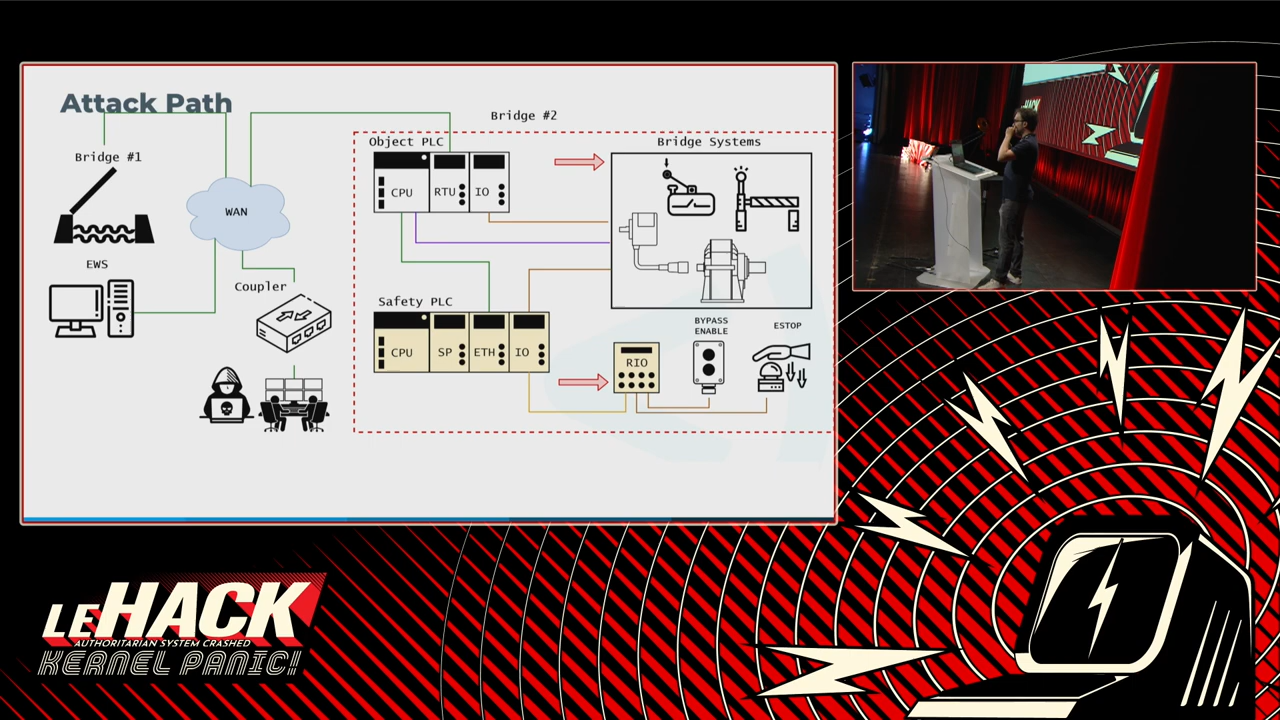 Attack Path
Bridge #2
Object PLC
Bridge Systems
Bridge #1
CPU
RTU
IO
WAN
EWS
Coupler
Safety PLC
BYPASS
ENABLE
ESTOP
CPU
SP
ETH
IO
RIO
LEHACK
AUTHORITARIAN SYSTEM CRASHED
KERNEL PANIC!
HACK